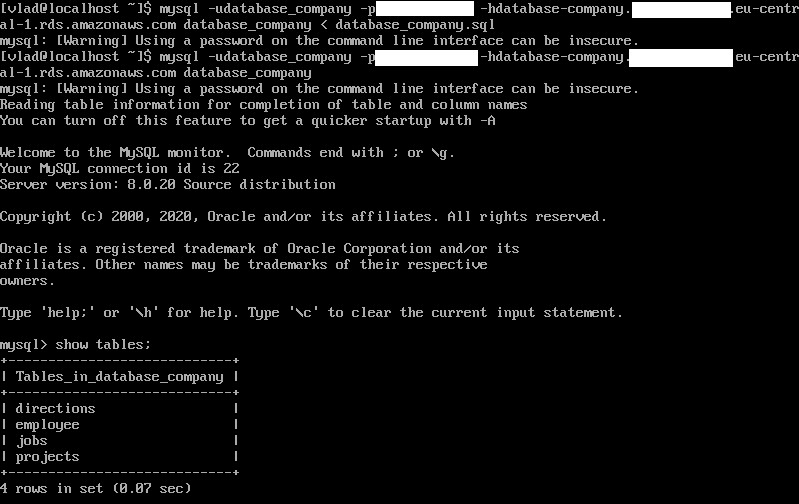 [vlad@localhost ~]$ mysql -udatabase_company -p -hdatabase-company. .eu-centr
al-1.rds.amazonaws.com database_company < database_company.sql
mysql: [Warning] Using a password on the command line interface can be insecure.
[vlad@localhost ~]$ mysql -udatabase_company -p -hdatabase-company. eu-centr
al-1.rds.amazonaws.com database_company
mysql: [Warning] Using a password on the command line interface can be insecure.
Reading table information for completion of table and column names
You can turn off this feature to get a quicker startup with -A
Welcome to the MySQL monitor.  Commands end with ; or \g.
Your MySQL connection id is 22
Server version: 8.0.20 Source distribution
Copyright (c) 2000, 2020, Oracle and/or its affiliates. All rights reserved.
Oracle is a registered trademark of Oracle Corporation and/or its
affiliates. Other names may be trademarks of their respective
owners.
Type 'help;' or '\h' for help. Type '\c' to clear the current input statement.
mysql> show tables;
+----------------------------+
| Tables_in_database_company |
+----------------------------+
| directions                 |
| employee                   |
| jobs                       |
| projects                   |
+----------------------------+
4 rows in set (0.07 sec)